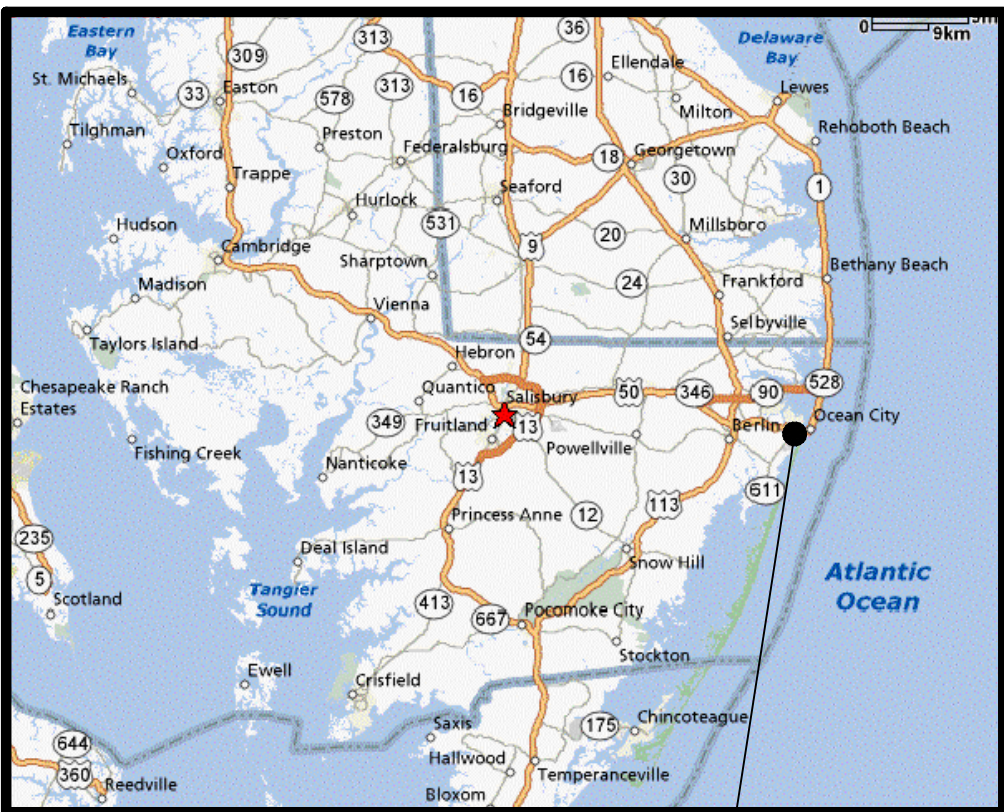 Eastern
Bay
313
36
Delaware
Bay
0
9km
309
St. Michaels
33
Easton
578
313
16
16
Ellendale
Lewes
Bridgeville
Milton
Tilghman
Preston
Rehoboth Beach
Oxford
Federalsburg
18
Georgetown
Trappe
30
1
Hurlock
Seaford
Hudson
531
20
Millsboro
Cambridge
9
Sharptown
Bethany Beach
Madison
24
Frankford
Vienna
Selbyville
Taylors Island
54
Hebron
Chesapeake Ranch
Estates
Quantico
Salisbury
50
346
90
528
349
Fruitland
13
Berlin
Ocean City
Fishing Creek
Powellville
Nanticoke
13
611
113
235
Princess Anne
12
Deal Island
Snow Hill
5
Tangier
Sound
Atlantic
Ocean
Scotland
413
667
Pocomoke City
Stockton
Ewell
Crisfield
Saxis
175
Chincoteague
644
Hallwood
360
Reedville
Temperanceville
Bloxom